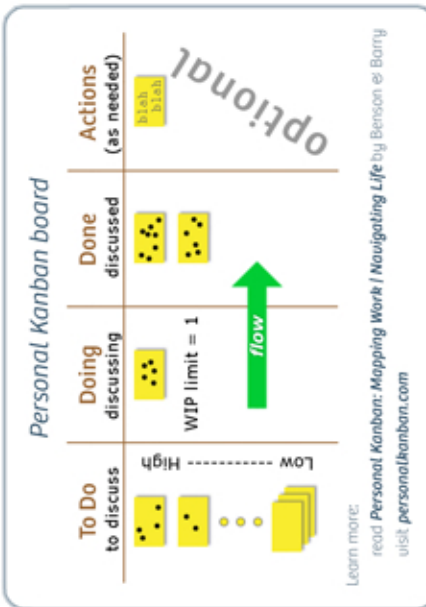 Personal Kanban board
To Do
to discuss
Doing
discussing
Done
discussed
Actions
(as needed)
High
Low
WIP limit = 1
flow
blah
blah
optional
Learn more:
read Personal Kanban: Mapping Work | Navigating Life by Benson & Barry
visit personalkanban.com